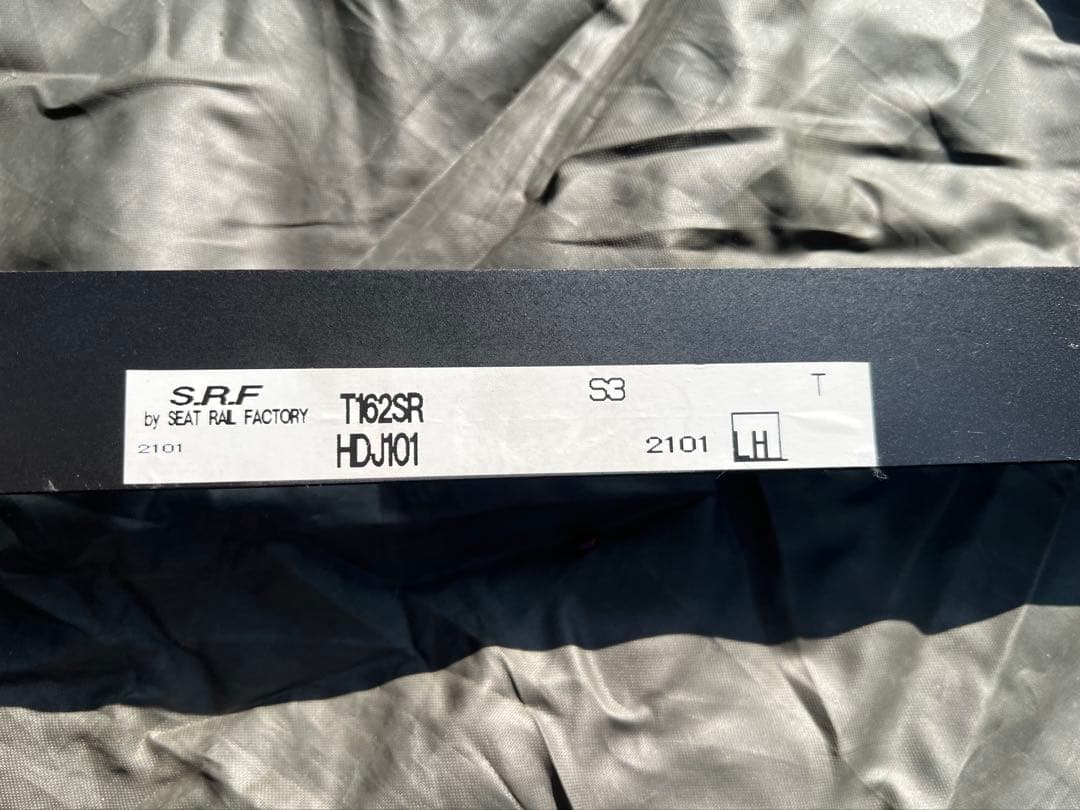 S.R.F
by SEAT RAIL FACTORY
2101
T162SR
HDJ101
S3
2101
LH
T